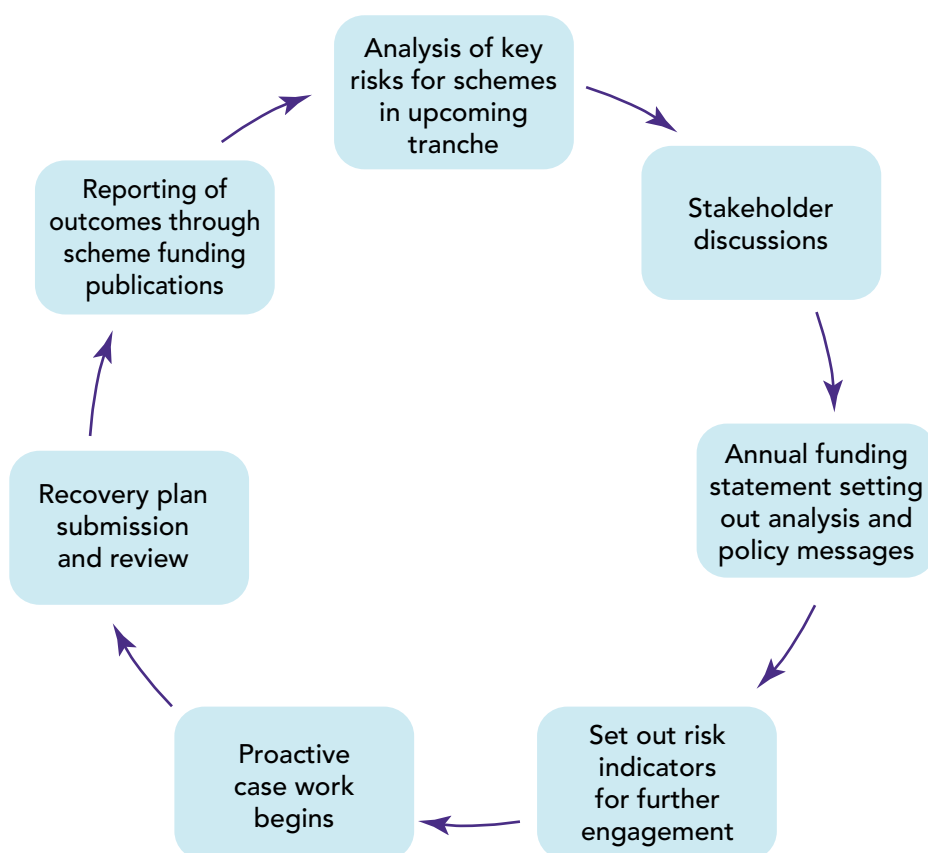 Analysis of key
risks for schemes
in upcoming
tranche
Stakeholder
discussions
Annual funding
statement setting
out analysis and
policy messages
Set out risk
indicators
for further
engagement
Proactive
case work
begins
Recovery plan
submission
and review
Reporting of
outcomes through
scheme funding
publications